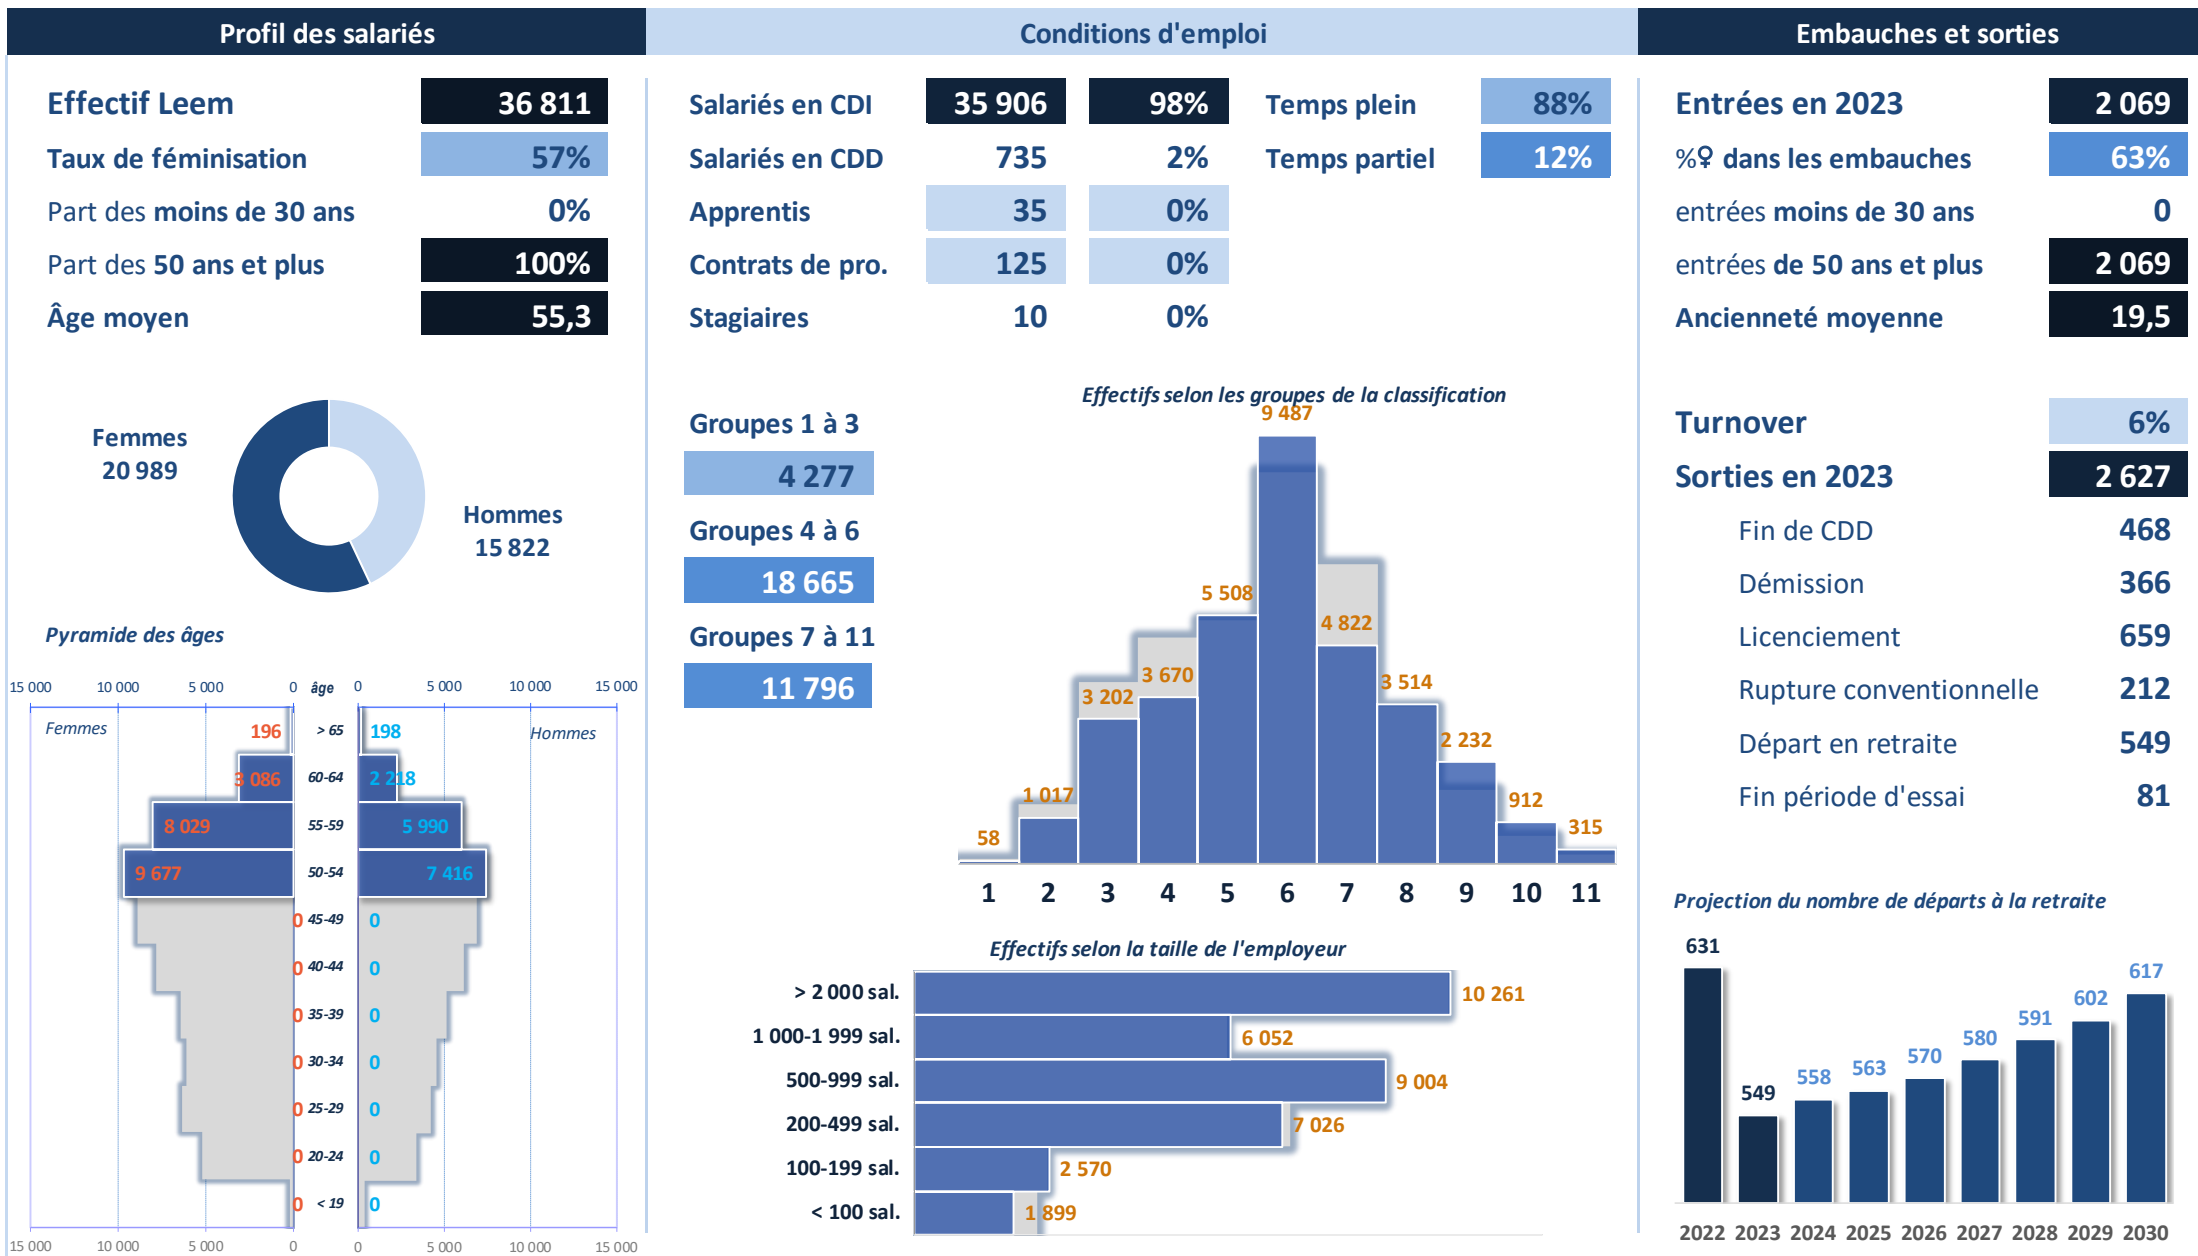 Profil des salariés
Effectif Leem 36 811
Taux de féminisation 57%
Part des moins de 30 ans 0%
Part des 50 ans et plus 100%
Âge moyen 55,3
Femmes
20 989
Hommes
15 822
Pyramide des âges
15 000 10 000 5 000 0 âge 0 5 000 10 000 15 000
Femmes Hommes
196 > 65 198
3 086 60-64 2 218
8 029 55-59 5 990
9 677 50-54 7 416
0 45-49 0
0 40-44 0
0 35-39 0
0 30-34 0
0 25-29 0
0 20-24 0
0 < 19 0
15 000 10 000 5 000 0 0 5 000 10 000 15 000
Conditions d'emploi
Salariés en CDI 35 906 98% Temps plein 88%
Salariés en CDD 735 2% Temps partiel 12%
Apprentis 35 0%
Contrats de pro. 125 0%
Stagiaires 10 0%
Groupes 1 à 3
4 277
Groupes 4 à 6
18 665
Groupes 7 à 11
11 796
Effectifs selon les groupes de la classification
58 1 017 3 202 3 670 5 508 9 487 4 822 3 514 2 232 912 315
1 2 3 4 5 6 7 8 9 10 11
Effectifs selon la taille de l'employeur
> 2 000 sal. 10 261
1 000-1 999 sal. 6 052
500-999 sal. 9 004
200-499 sal. 7 026
100-199 sal. 2 570
< 100 sal. 1 899
Embauches et sorties
Entrées en 2023 2 069
%♀ dans les embauches 63%
entrées moins de 30 ans 0
entrées de 50 ans et plus 2 069
Ancienneté moyenne 19,5
Turnover 6%
Sorties en 2023 2 627
Fin de CDD 468
Démission 366
Licenciement 659
Rupture conventionnelle 212
Départ en retraite 549
Fin période d'essai 81
Projection du nombre de départs à la retraite
631 549 558 563 570 580 591 602 617
2022 2023 2024 2025 2026 2027 2028 2029 2030